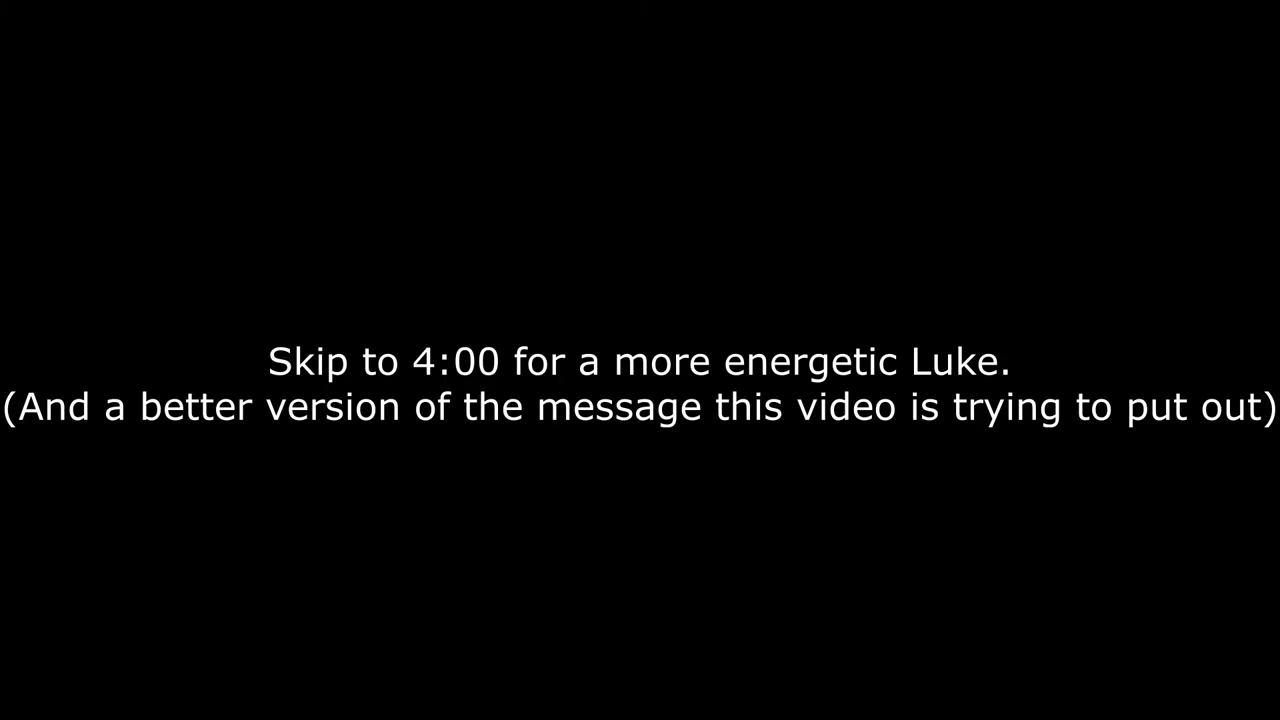 Skip to 4:00 for a more energetic Luke.
(And a better version of the message this video is trying to put out)